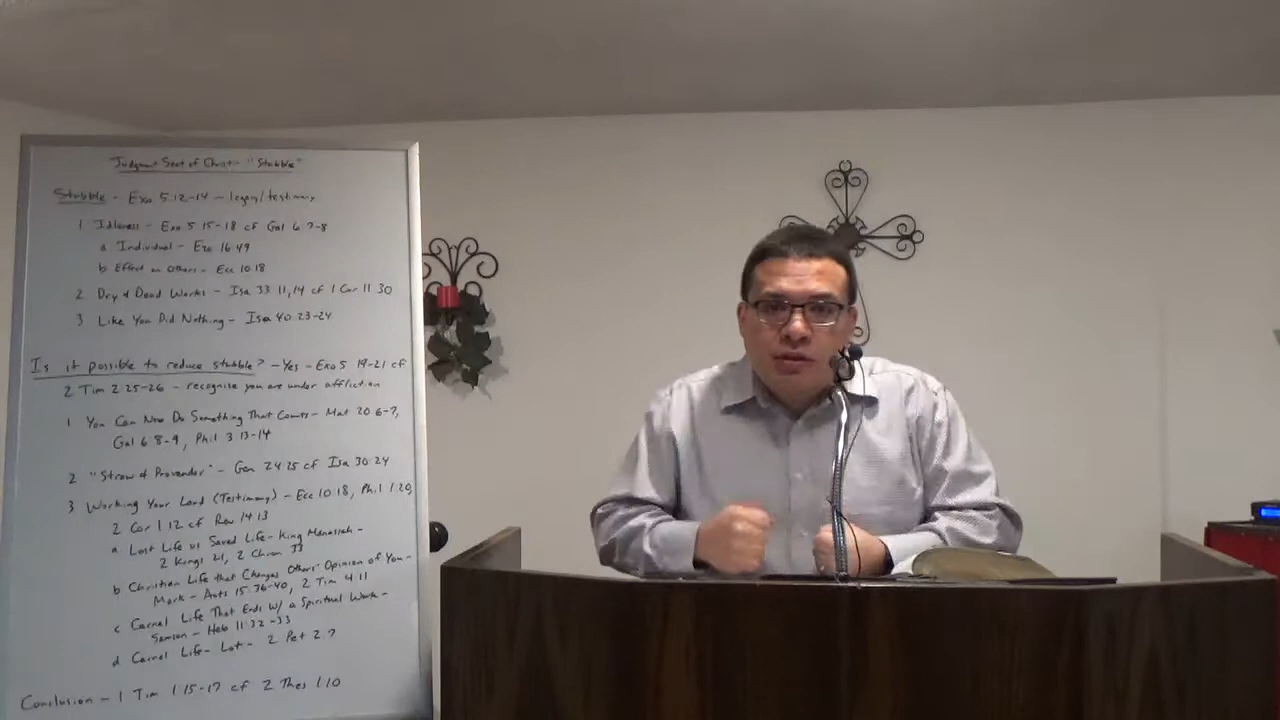 Judgment Seat of Christ - "Stubble"
Stubble - Exo 5 12-14 - legacy/testimony
1 Idleness - Exo 5 15-18 cf Gal 6 7-8
a Individual - Eze 16 49
b Effect on Others - Ecc 10 18
2 Dry & Dead Works - Isa 33 11,14 cf 1 Cor 11 30
3 Like You Did Nothing - Isa 40 23-24
Is it possible to reduce stubble? - Yes - Exo 5 19-21 cf
2 Tim 2 25-26 - recognise you are under affliction
1 You Can Now Do Something That Counts - Mat 20 6-7,
Gal 6 8-9, Phil 3 13-14
2 "Straw & Provender" - Gen 24 25 cf Isa 30 24
3 Working Your Land (Testimony) - Ecc 10 18, Phil 1 20,
2 Cor 1 12 cf Rev 14 13
a Lost Life vs Saved Life - King Manasseh -
2 Kings 21, 2 Chron 33
b Christian Life that Changes Others' Opinion of You -
Mark - Acts 15 36-40, 2 Tim 4 11
c Carnal Life That Ends W/ a Spiritual Work -
Samson - Heb 11 32-33
d Carnal Life - Lot - 2 Pet 2 7
Conclusion - 1 Tim 1 15-17 cf 2 Thes 1 10